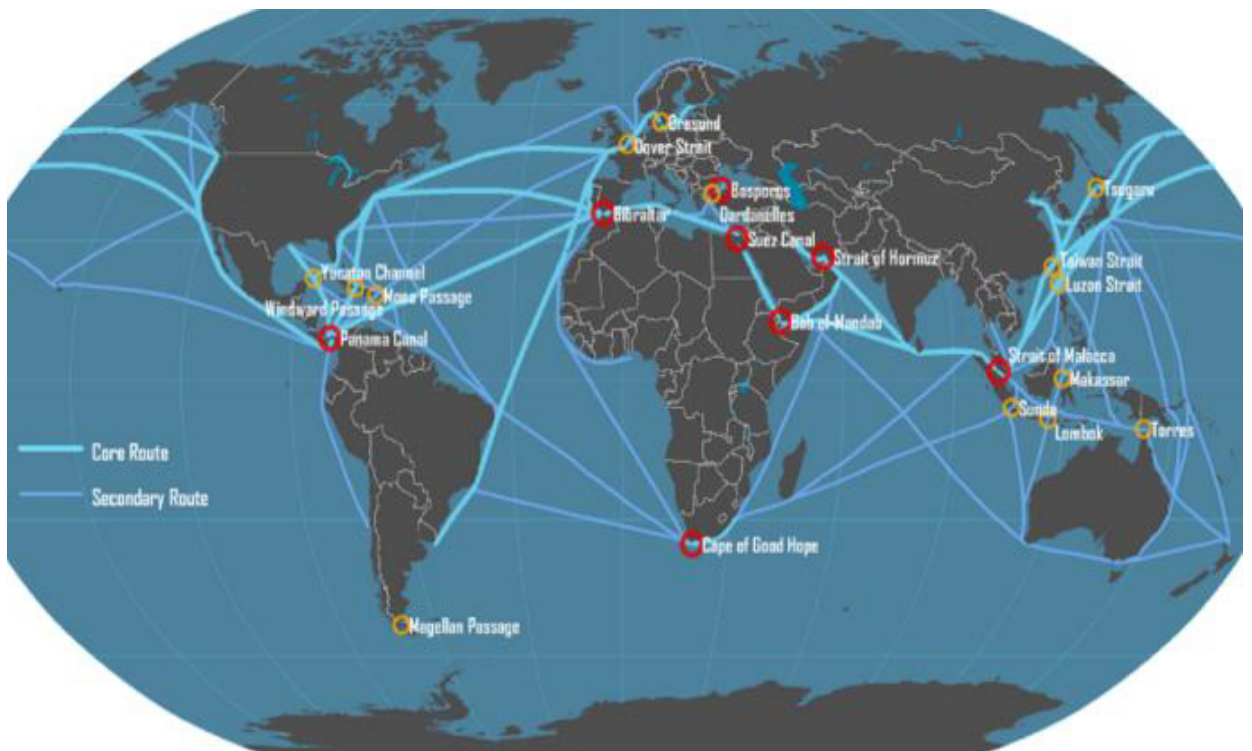 Oresund
Dover Strait
Bosporus
Tsugaru
Gibraltar
Dardanelles
Suez Canal
Strait of Hormuz
Taiwan Strait
Yucatan Channel
Luzon Strait
Mona Passage
Windward Passage
Bab el-Mandab
Panama Canal
Strait of Malacca
Makassar
Sunda
Lombok
Torres
Core Route
Secondary Route
Cape of Good Hope
Magellan Passage